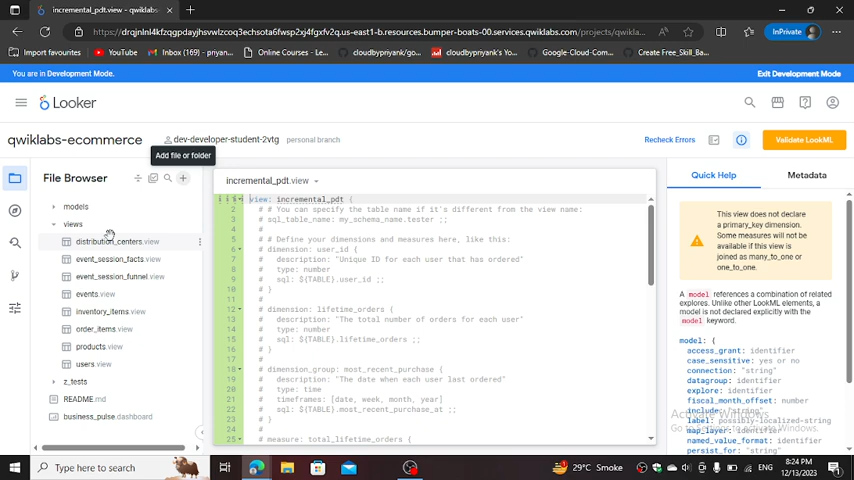 incremental_pdt.view - qwiklabs-
https://drqjnlnl4kfzqgpdayjhsvwlzcoq3echsota6fwsp2xj4fgxfv2q.us-east1-b.resources.bumper-boats-00.services.qwiklabs.com/projects/qwikla...
InPrivate
Import favourites
YouTube
Inbox (169) - priyan...
Online Courses - Le...
cloudbypriyank/go...
cloudbypriyank's Yo...
Google-Cloud-Com...
Create Free_Skill_Ba...
You are in Development Mode.
Exit Development Mode
Looker
qwiklabs-ecommerce
dev-developer-student-2vtg
personal branch
Recheck Errors
Validate LookML
Add file or folder
File Browser
models
views
distribution_centers.view
event_session_facts.view
event_session_funnel.view
events.view
inventory_items.view
order_items.view
products.view
users.view
z_tests
README.md
business_pulse.dashboard
incremental_pdt.view
1 view: incremental_pdt {
2 # # You can specify the table name if it's different from the view name:
3 # sql_table_name: my_schema_name.tester ;;
4 #
5 # # Define your dimensions and measures here, like this:
6 # dimension: user_id {
7 # description: "Unique ID for each user that has ordered"
8 # type: number
9 # sql: ${TABLE}.user_id ;;
10 # }
11 #
12 # dimension: lifetime_orders {
13 # description: "The total number of orders for each user"
14 # type: number
15 # sql: ${TABLE}.lifetime_orders ;;
16 # }
17 #
18 # dimension_group: most_recent_purchase {
19 # description: "The date when each user last ordered"
20 # type: time
21 # timeframes: [date, week, month, year]
22 # sql: ${TABLE}.most_recent_purchase_at ;;
23 # }
24 #
25 # measure: total_lifetime_orders {
Quick Help
Metadata
This view does not declare
a primary_key dimension.
Some measures will not be
available if this view is
joined as many_to_one or
one_to_one.
A model references a combination of related
explores. Unlike other LookML elements, a
model is not declared explicitly with the
model keyword.
model: {
access_grant: identifier
case_sensitive: yes or no
connection: "string"
datagroup: identifier
explore: identifier
fiscal_month_offset: number
include: "string"
label: possibly-localized-string
map_layer: identifier
named_value_format: identifier
persist_for: "string"
Activate Windows
Type here to search
29°C Smoke
ENG
8:24 PM
12/13/2023